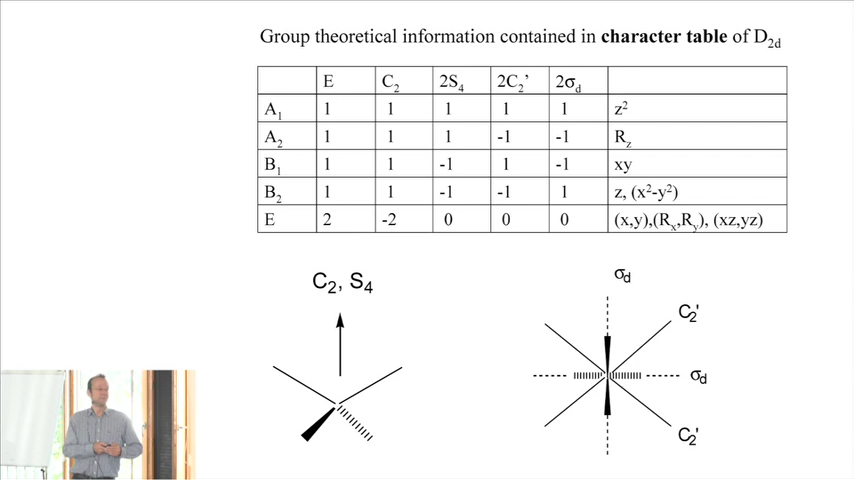 Group theoretical information contained in character table of D₂d
E C₂ 2S₄ 2C₂’ 2σd
A₁ 1 1 1 1 1 z²
A₂ 1 1 1 -1 -1 Rz
B₁ 1 1 -1 1 -1 xy
B₂ 1 1 -1 -1 1 z, (x²-y²)
E 2 -2 0 0 0 (x,y),(Rx,Ry), (xz,yz)
C₂, S₄
σd
C₂'
σd
C₂'